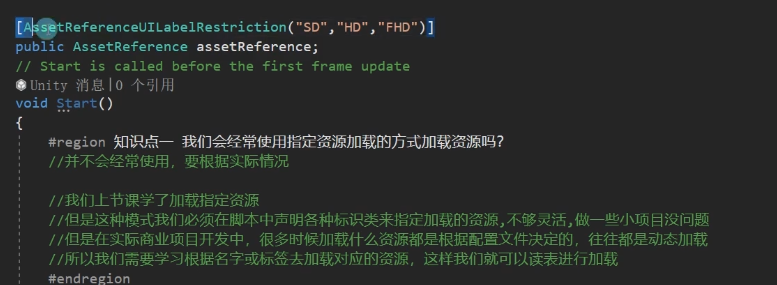 [AssetReferenceUILabelRestriction("SD","HD","FHD")]
public AssetReference assetReference;
// Start is called before the first frame update
Unity 消息|0 个引用
void Start()
{
#region 知识点一 我们会经常使用指定资源加载的方式加载资源吗?
//并不会经常使用，要根据实际情况
//我们上节课学了加载指定资源
//但是这种模式我们必须在脚本中声明各种标识类来指定加载的资源,不够灵活,做一些小项目没问题
//但是在实际商业项目开发中，很多时候加载什么资源都是根据配置文件决定的，往往都是动态加载
//所以我们需要学习根据名字或标签去加载对应的资源，这样我们就可以读表进行加载
#endregion